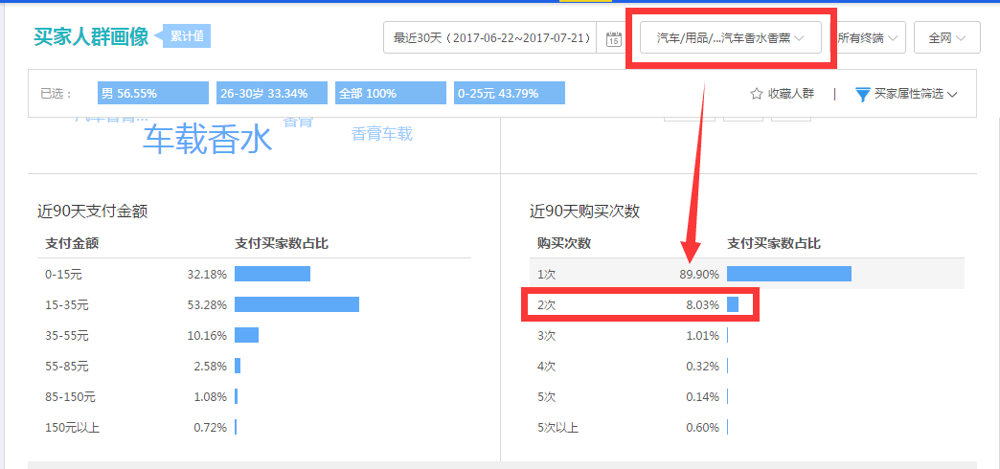 买家人群画像 累计值 最近30天（2017-06-22~2017-07-21） 15 汽车/用品/...汽车香水香薰 所有终端 全网
已选： 男 56.55% 26-30岁 33.34% 全部 100% 0-25元 43.79% 收藏人群 | 买家属性筛选
汽车香膏... 香膏
车载香水 香膏车载
近90天支付金额
支付金额 支付买家数占比
0-15元 32.18%
15-35元 53.28%
35-55元 10.16%
55-85元 2.58%
85-150元 1.08%
150元以上 0.72%
近90天购买次数
购买次数 支付买家数占比
1次 89.90%
2次 8.03%
3次 1.01%
4次 0.32%
5次 0.14%
5次以上 0.60%